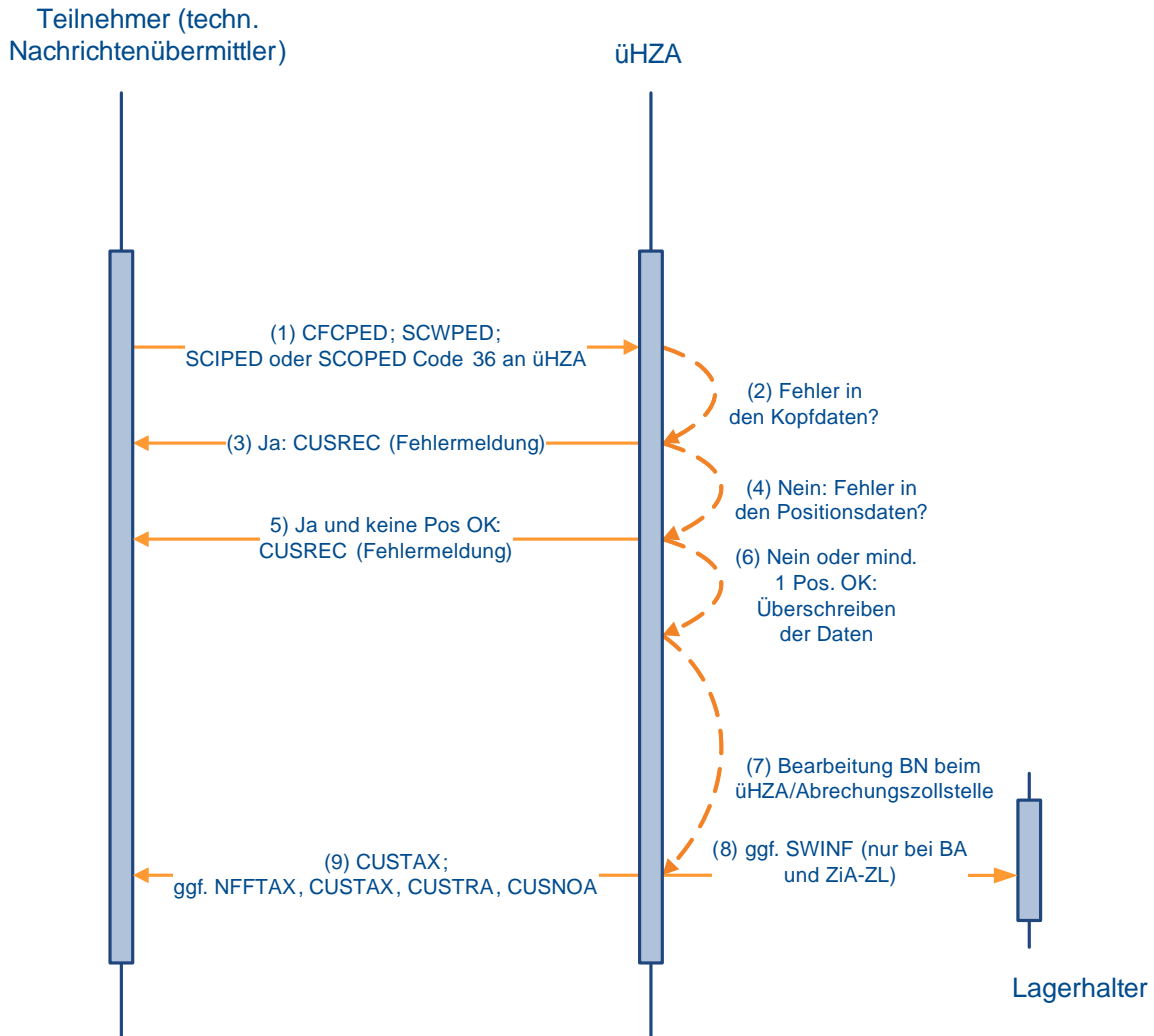 Teilnehmer (techn.
Nachrichtenübermittler)
üHZA
(1) CFCPED; SCWPED;
SCIPED oder SCOPED Code 36 an üHZA
(2) Fehler in
den Kopfdaten?
(3) Ja: CUSREC (Fehlermeldung)
(4) Nein: Fehler in
den Positionsdaten?
5) Ja und keine Pos OK:
CUSREC (Fehlermeldung)
(6) Nein oder mind.
1 Pos. OK:
Überschreiben
der Daten
(7) Bearbeitung BN beim
üHZA/Abrechungszollstelle
(8) ggf. SWINF (nur bei BA
und ZiA-ZL)
(9) CUSTAX;
ggf. NFFTAX, CUSTAX, CUSTRA, CUSNOA
Lagerhalter